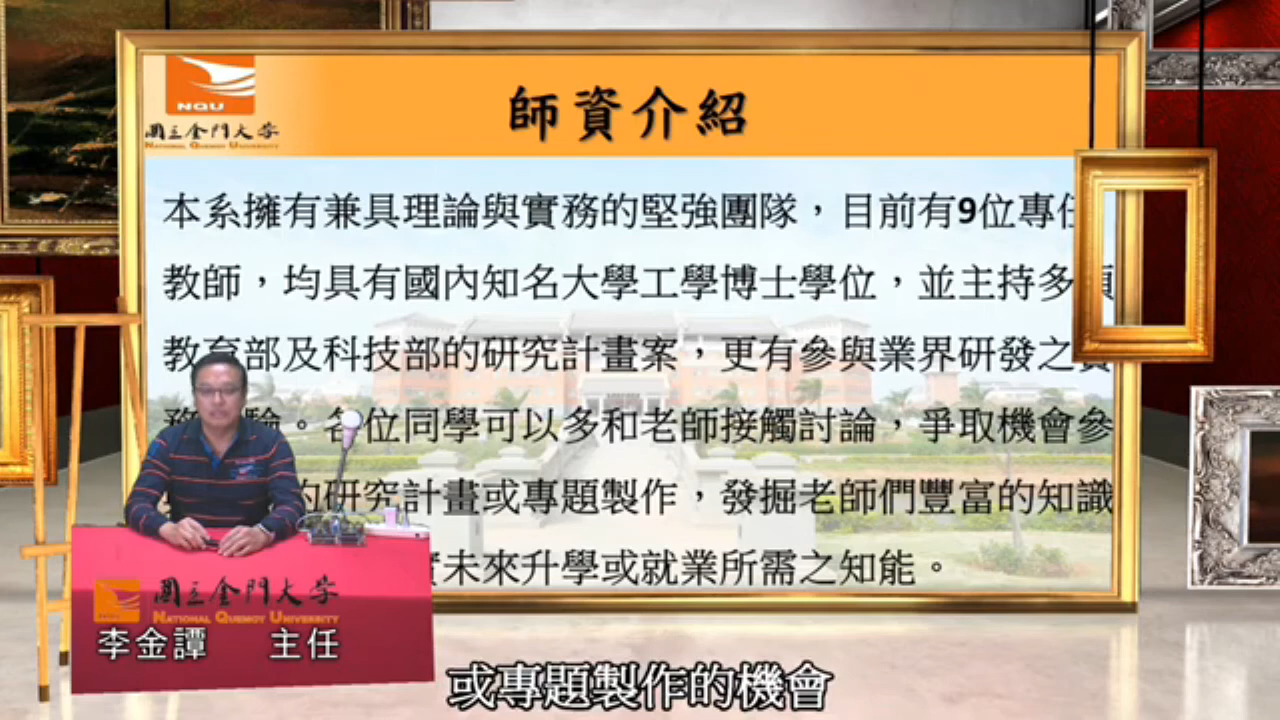 NQU
國立金門大學
NATIONAL QUEMOY UNIVERSITY
師資介紹
本系擁有兼具理論與實務的堅強團隊，目前有9位專任
教師，均具有國內知名大學工學博士學位，並主持多項
教育部及科技部的研究計畫案，更有參與業界研發之實
驗。各位同學可以多和老師接觸討論，爭取機會參
的研究計畫或專題製作，發掘老師們豐富的知識
實未來升學或就業所需之知能。
國立金門大學
NATIONAL QUEMOY UNIVERSITY
李金譚 主任
或專題製作的機會